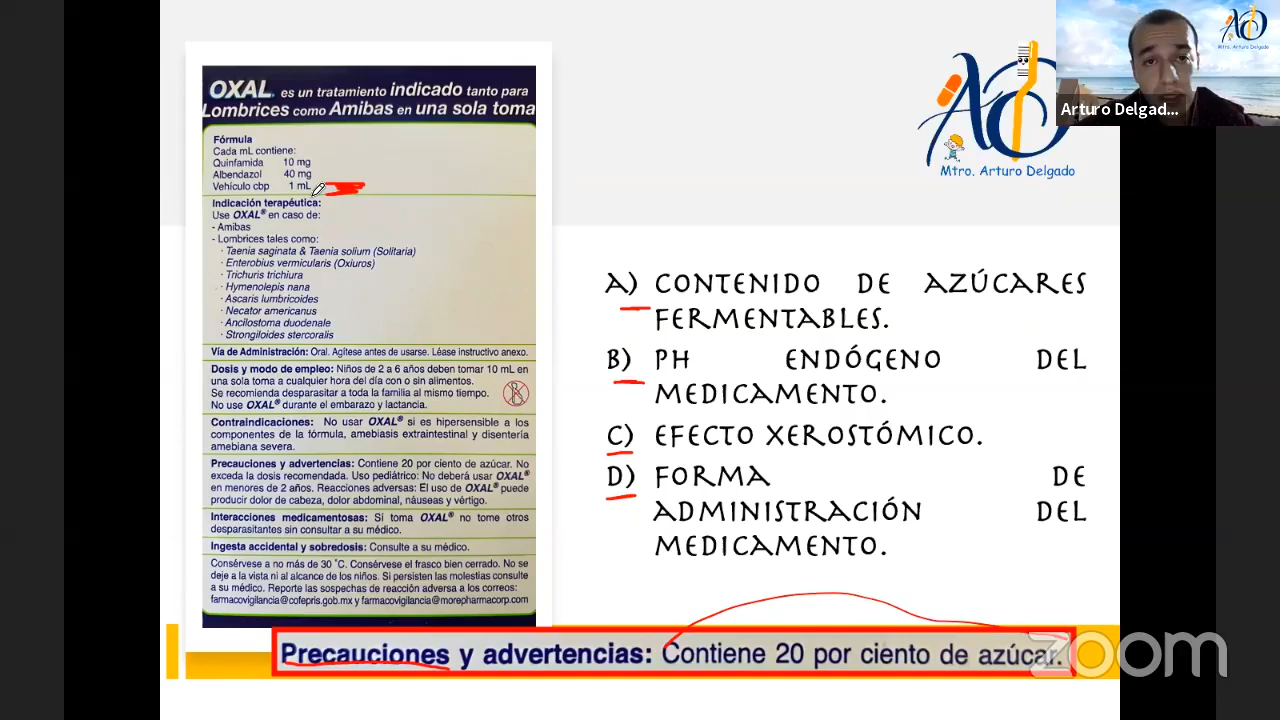 OXAL® es un tratamiento indicado tanto para
Lombrices como Amibas en una sola toma
Fórmula
Cada mL contiene:
Quinfamida 10 mg
Albendazol 40 mg
Vehículo cbp 1 mL
Indicación terapéutica:
Use OXAL® en caso de:
- Amibas
- Lombrices tales como:
· Taenia saginata & Taenia solium (Solitaria)
· Enterobius vermicularis (Oxiuros)
· Trichuris trichiura
· Hymenolepis nana
· Ascaris lumbricoides
· Necator americanus
· Ancilostoma duodenale
· Strongiloides stercoralis
Vía de Administración: Oral. Agítese antes de usarse. Léase instructivo anexo.
Dosis y modo de empleo: Niños de 2 a 6 años deben tomar 10 mL en
una sola toma a cualquier hora del día con o sin alimentos.
Se recomienda desparasitar a toda la familia al mismo tiempo.
No use OXAL® durante el embarazo y lactancia.
Contraindicaciones: No usar OXAL® si es hipersensible a los
componentes de la fórmula, amebiasis extraintestinal y disentería
amebiana severa.
Precauciones y advertencias: Contiene 20 por ciento de azúcar. No
exceda la dosis recomendada. Uso pediátrico: No deberá usar OXAL®
en menores de 2 años. Reacciones adversas: El uso de OXAL® puede
producir dolor de cabeza, dolor abdominal, náuseas y vértigo.
Interacciones medicamentosas: Si toma OXAL® no tome otros
desparasitantes sin consultar a su médico.
Ingesta accidental y sobredosis: Consulte a su médico.
Consérvese a no más de 30 °C. Consérvese el frasco bien cerrado. No se
deje a la vista ni al alcance de los niños. Si persisten las molestias consulte
a su médico. Reporte las sospechas de reacción adversa a los correos:
farmacovigilancia@cofepris.gob.mx y farmacovigilancia@morepharmacorp.com
AD
Mtro. Arturo Delgado
AD
Mtro. Arturo Delgado
Arturo Delgad...
a) CONTENIDO DE AZÚCARES
FERMENTABLES.
B) PH ENDÓGENO DEL
MEDICAMENTO.
C) EFECTO XEROSTÓMICO.
D) FORMA DE
ADMINISTRACIÓN DEL
MEDICAMENTO.
Precauciones y advertencias: Contiene 20 por ciento de azúcar.
zoom